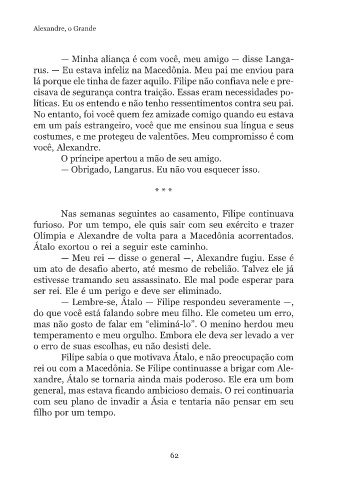 Alexandre, o Grande
— Minha aliança é com você, meu amigo — disse Langa-
rus. — Eu estava infeliz na Macedônia. Meu pai me enviou para
lá porque ele tinha de fazer aquilo. Filipe não confiava nele e pre-
cisava de segurança contra traição. Essas eram necessidades po-
líticas. Eu os entendo e não tenho ressentimentos contra seu pai.
No entanto, foi você quem fez amizade comigo quando eu estava
em um país estrangeiro, você que me ensinou sua língua e seus
costumes, e me protegeu de valentões. Meu compromisso é com
você, Alexandre.
O príncipe apertou a mão de seu amigo.
— Obrigado, Langarus. Eu não vou esquecer isso.
* * *
Nas semanas seguintes ao casamento, Filipe continuava
furioso. Por um tempo, ele quis sair com seu exército e trazer
Olímpia e Alexandre de volta para a Macedônia acorrentados.
Átalo exortou o rei a seguir este caminho.
— Meu rei — disse o general —, Alexandre fugiu. Esse é
um ato de desafio aberto, até mesmo de rebelião. Talvez ele já
estivesse tramando seu assassinato. Ele mal pode esperar para
ser rei. Ele é um perigo e deve ser eliminado.
— Lembre-se, Átalo — Filipe respondeu severamente —,
do que você está falando sobre meu filho. Ele cometeu um erro,
mas não gosto de falar em “eliminá-lo”. O menino herdou meu
temperamento e meu orgulho. Embora ele deva ser levado a ver
o erro de suas escolhas, eu não desisti dele.
Filipe sabia o que motivava Átalo, e não preocupação com
rei ou com a Macedônia. Se Filipe continuasse a brigar com Ale-
xandre, Átalo se tornaria ainda mais poderoso. Ele era um bom
general, mas estava ficando ambicioso demais. O rei continuaria
com seu plano de invadir a Ásia e tentaria não pensar em seu
filho por um tempo.
62